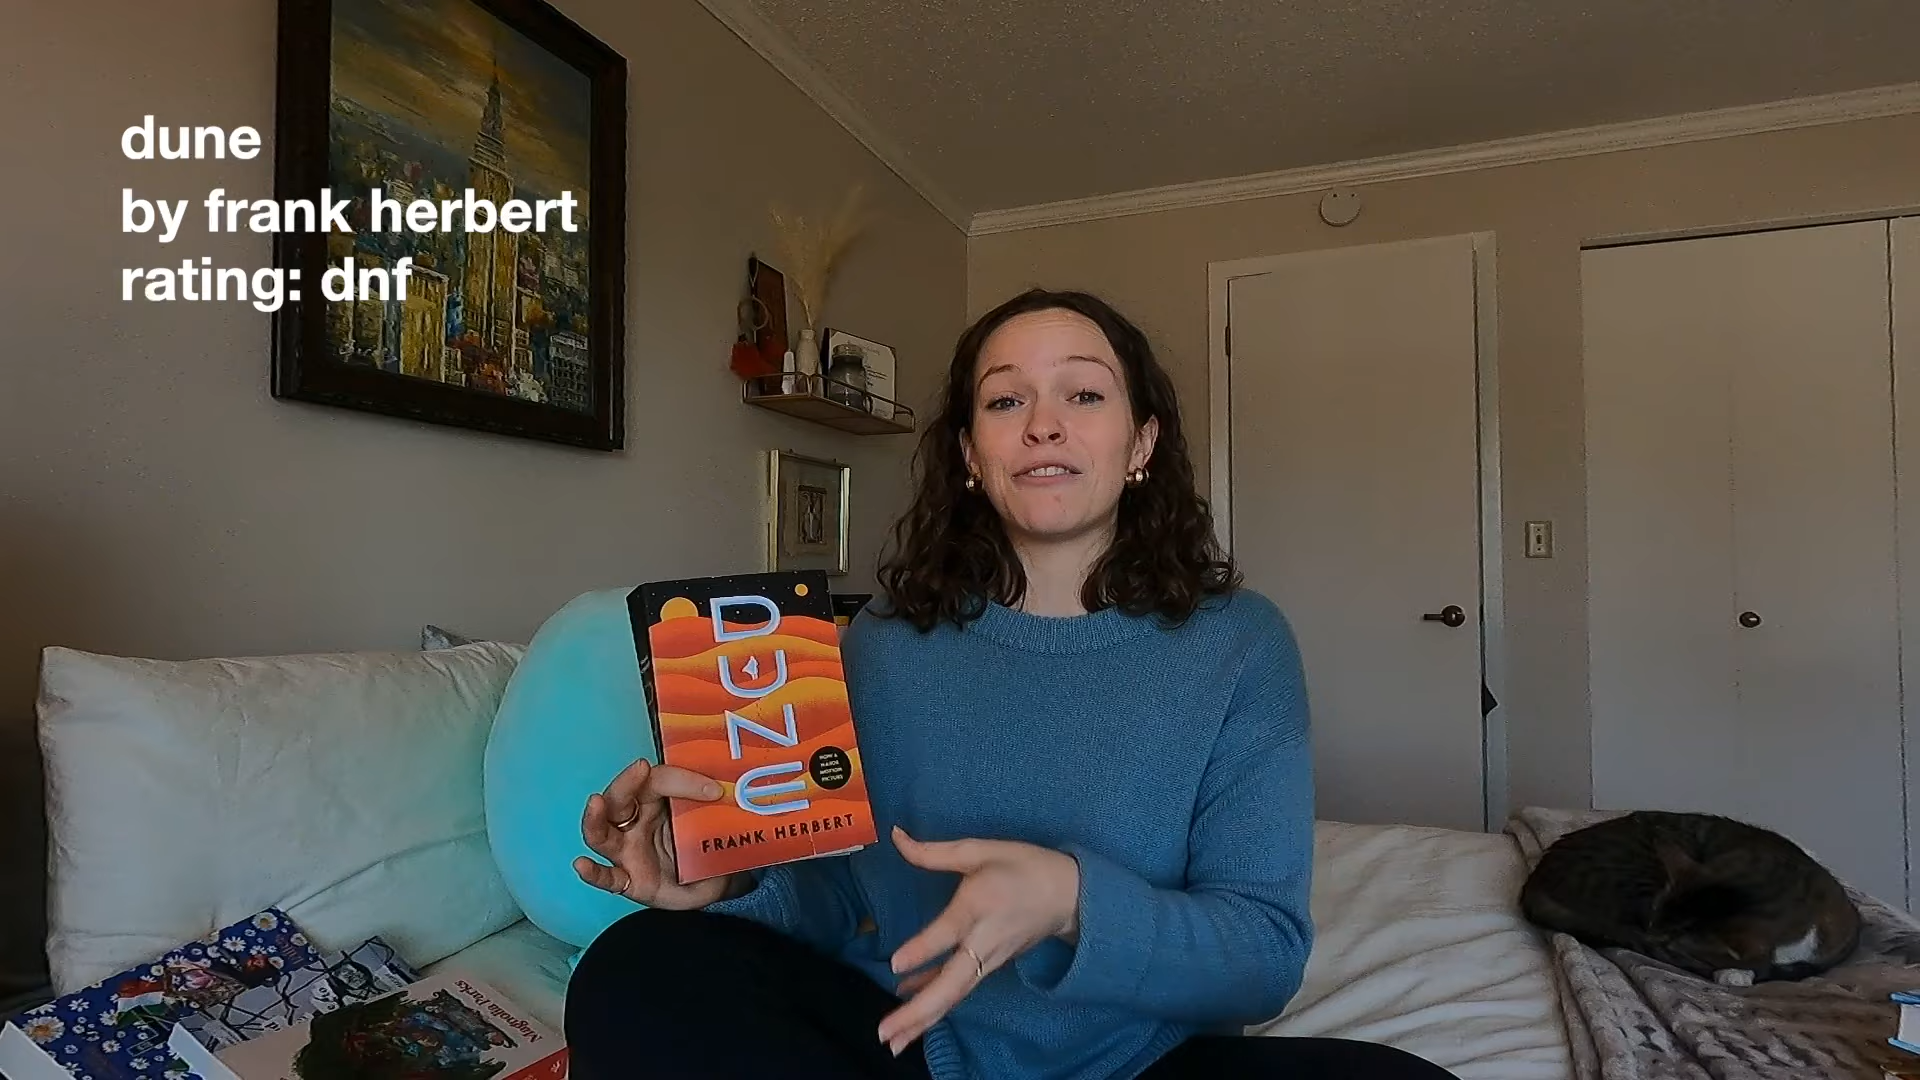 dune
by frank herbert
rating: dnf
DUNE
NOW A
MAJOR
MOTION
PICTURE
FRANK HERBERT
Magnolia Parks